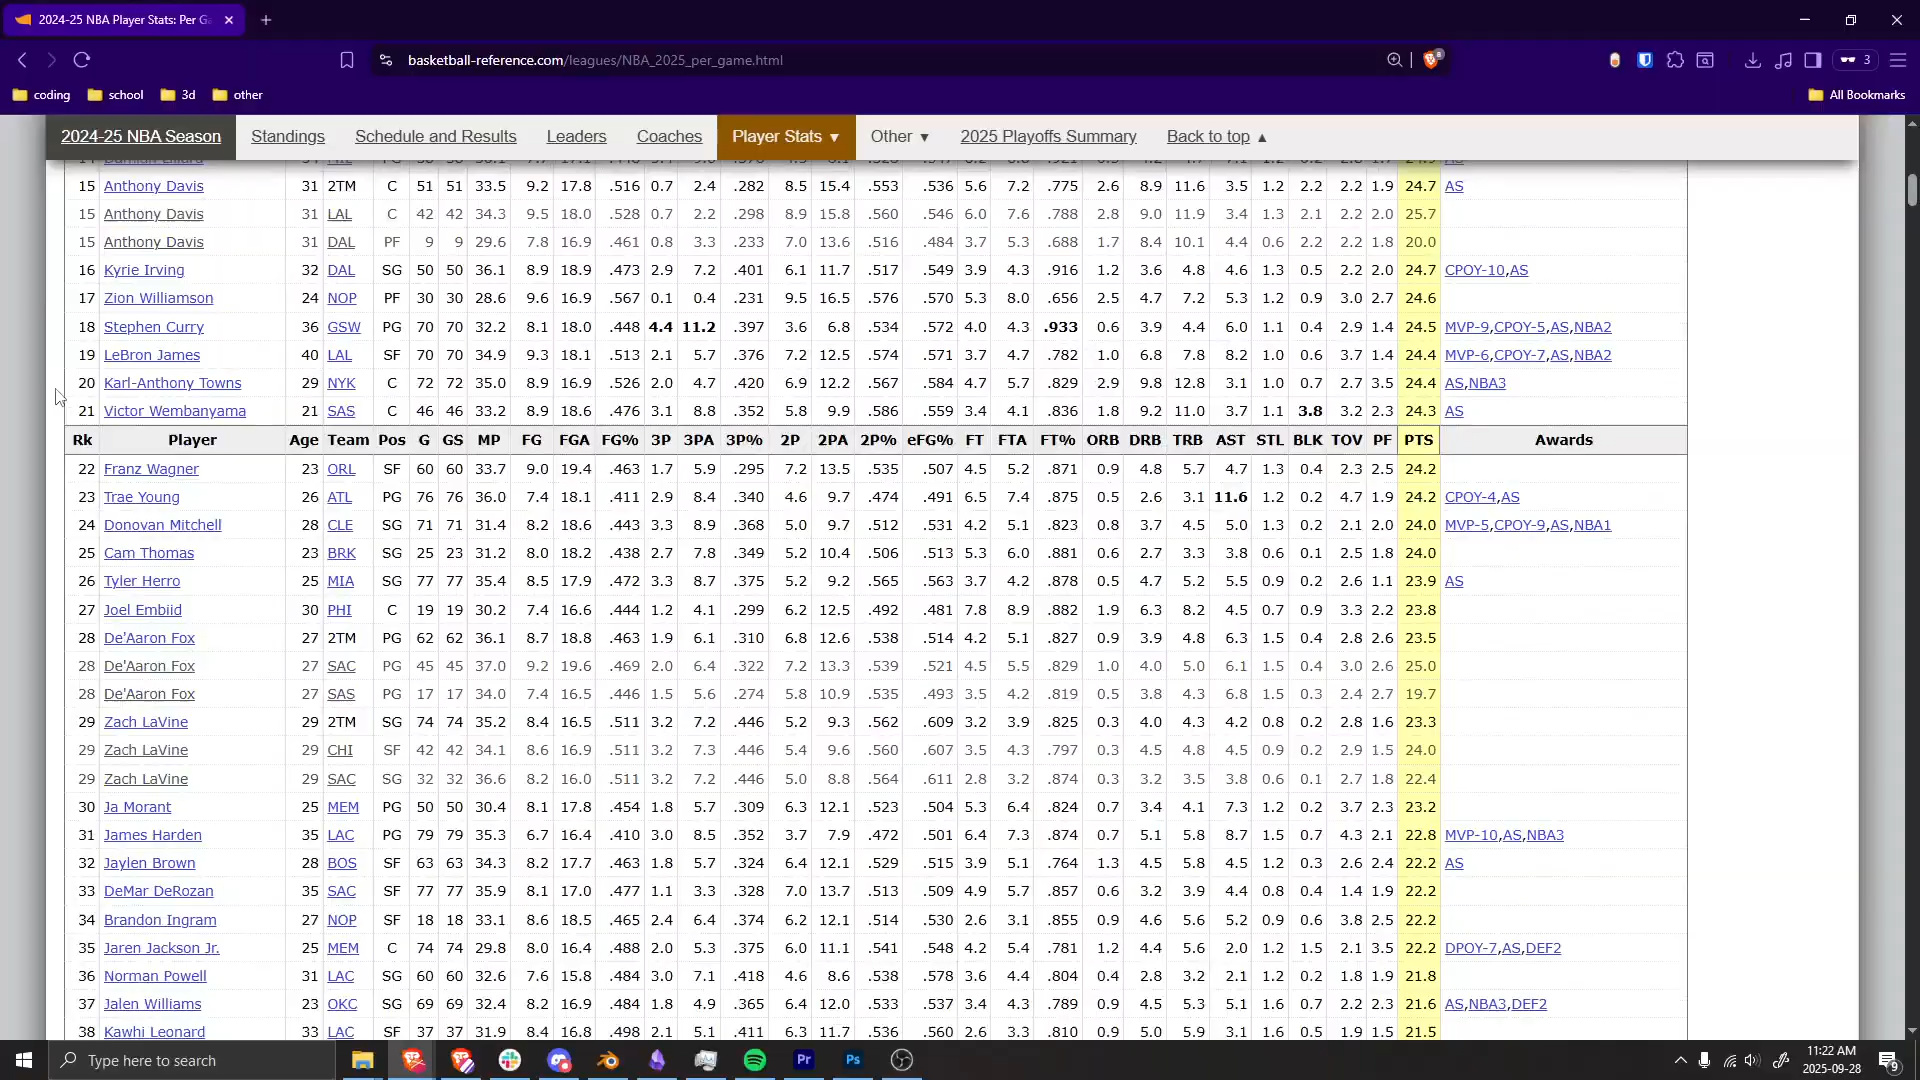 2024-25 NBA Player Stats: Per Ga
basketball-reference.com/leagues/NBA_2025_per_game.html
3
coding school 3d other All Bookmarks
2024-25 NBA Season Standings Schedule and Results Leaders Coaches Player Stats ▼ Other ▼ 2025 Playoffs Summary Back to top ▲
15 Anthony Davis 31 2TM C 51 51 33.5 9.2 17.8 .516 0.7 2.4 .282 8.5 15.4 .553 .536 5.6 7.2 .775 2.6 8.9 11.6 3.5 1.2 2.2 2.2 1.9 24.7 AS
15 Anthony Davis 31 LAL C 42 42 34.3 9.5 18.0 .528 0.7 2.2 .298 8.9 15.8 .560 .546 6.0 7.6 .788 2.8 9.0 11.9 3.4 1.3 2.1 2.2 2.0 25.7
15 Anthony Davis 31 DAL PF 9 9 29.6 7.8 16.9 .461 0.8 3.3 .233 7.0 13.6 .516 .484 3.7 5.3 .688 1.7 8.4 10.1 4.4 0.6 2.2 2.2 1.8 20.0
16 Kyrie Irving 32 DAL SG 50 50 36.1 8.9 18.9 .473 2.9 7.2 .401 6.1 11.7 .517 .549 3.9 4.3 .916 1.2 3.6 4.8 4.6 1.3 0.5 2.2 2.0 24.7 CPOY-10,AS
17 Zion Williamson 24 NOP PF 30 30 28.6 9.6 16.9 .567 0.1 0.4 .231 9.5 16.5 .576 .570 5.3 8.0 .656 2.5 4.7 7.2 5.3 1.2 0.9 3.0 2.7 24.6
18 Stephen Curry 36 GSW PG 70 70 32.2 8.1 18.0 .448 4.4 11.2 .397 3.6 6.8 .534 .572 4.0 4.3 .933 0.6 3.9 4.4 6.0 1.1 0.4 2.9 1.4 24.5 MVP-9,CPOY-5,AS,NBA2
19 LeBron James 40 LAL SF 70 70 34.9 9.3 18.1 .513 2.1 5.7 .376 7.2 12.5 .574 .571 3.7 4.7 .782 1.0 6.8 7.8 8.2 1.0 0.6 3.7 1.4 24.4 MVP-6,CPOY-7,AS,NBA2
20 Karl-Anthony Towns 29 NYK C 72 72 35.0 8.9 16.9 .526 2.0 4.7 .420 6.9 12.2 .567 .584 4.7 5.7 .829 2.9 9.8 12.8 3.1 1.0 0.7 2.7 3.5 24.4 AS,NBA3
21 Victor Wembanyama 21 SAS C 46 46 33.2 8.9 18.6 .476 3.1 8.8 .352 5.8 9.9 .586 .559 3.4 4.1 .836 1.8 9.2 11.0 3.7 1.1 3.8 3.2 2.3 24.3 AS
Rk Player Age Team Pos G GS MP FG FGA FG% 3P 3PA 3P% 2P 2PA 2P% eFG% FT FTA FT% ORB DRB TRB AST STL BLK TOV PF PTS Awards
22 Franz Wagner 23 ORL SF 60 60 33.7 9.0 19.4 .463 1.7 5.9 .295 7.2 13.5 .535 .507 4.5 5.2 .871 0.9 4.8 5.7 4.7 1.3 0.4 2.3 2.5 24.2
23 Trae Young 26 ATL PG 76 76 36.0 7.4 18.1 .411 2.9 8.4 .340 4.6 9.7 .474 .491 6.5 7.4 .875 0.5 2.6 3.1 11.6 1.2 0.2 4.7 1.9 24.2 CPOY-4,AS
24 Donovan Mitchell 28 CLE SG 71 71 31.4 8.2 18.6 .443 3.3 8.9 .368 5.0 9.7 .512 .531 4.2 5.1 .823 0.8 3.7 4.5 5.0 1.3 0.2 2.1 2.0 24.0 MVP-5,CPOY-9,AS,NBA1
25 Cam Thomas 23 BRK SG 25 23 31.2 8.0 18.2 .438 2.7 7.8 .349 5.2 10.4 .506 .513 5.3 6.0 .881 0.6 2.7 3.3 3.8 0.6 0.1 2.5 1.8 24.0
26 Tyler Herro 25 MIA SG 77 77 35.4 8.5 17.9 .472 3.3 8.7 .375 5.2 9.2 .565 .563 3.7 4.2 .878 0.5 4.7 5.2 5.5 0.9 0.2 2.6 1.1 23.9 AS
27 Joel Embiid 30 PHI C 19 19 30.2 7.4 16.6 .444 1.2 4.1 .299 6.2 12.5 .492 .481 7.8 8.9 .882 1.9 6.3 8.2 4.5 0.7 0.9 3.3 2.2 23.8
28 De'Aaron Fox 27 2TM PG 62 62 36.1 8.7 18.8 .463 1.9 6.1 .310 6.8 12.6 .538 .514 4.2 5.1 .827 0.9 3.9 4.8 6.3 1.5 0.4 2.8 2.6 23.5
28 De'Aaron Fox 27 SAC PG 45 45 37.0 9.2 19.6 .469 2.0 6.4 .322 7.2 13.3 .539 .521 4.5 5.5 .829 1.0 4.0 5.0 6.1 1.5 0.4 3.0 2.6 25.0
28 De'Aaron Fox 27 SAS PG 17 17 34.0 7.4 16.5 .446 1.5 5.6 .274 5.8 10.9 .535 .493 3.4 4.1 .819 0.5 3.8 4.3 6.8 1.5 0.3 2.4 2.7 19.7
29 Zach LaVine 29 2TM SG 74 74 35.2 8.4 16.5 .511 3.2 7.2 .446 5.2 9.3 .562 .609 3.2 3.9 .825 0.3 4.0 4.3 4.2 0.8 0.2 2.8 1.6 23.3
29 Zach LaVine 29 CHI SF 42 42 34.1 8.6 16.9 .511 3.2 7.3 .446 5.4 9.6 .560 .607 3.5 4.3 .797 0.3 4.5 4.8 4.5 0.9 0.2 2.9 1.5 24.0
29 Zach LaVine 29 SAC SG 32 32 36.6 8.2 16.0 .511 3.2 7.2 .446 5.0 8.8 .564 .611 2.8 3.2 .874 0.3 3.2 3.5 3.8 0.6 0.1 2.7 1.8 22.4
30 Ja Morant 25 MEM PG 50 50 30.4 8.1 17.8 .454 1.8 5.7 .309 6.3 12.1 .523 .504 5.3 6.4 .824 0.7 3.4 4.1 7.3 1.2 0.2 3.7 2.3 23.2
31 James Harden 35 LAC PG 79 79 35.3 6.7 16.4 .410 3.0 8.5 .352 3.7 7.9 .472 .501 6.4 7.3 .874 0.7 5.1 5.8 8.7 1.5 0.7 4.3 2.1 22.8 MVP-10,AS,NBA3
32 Jaylen Brown 28 BOS SF 63 63 34.3 8.2 17.7 .463 1.8 5.7 .324 6.4 12.1 .529 .515 3.9 5.1 .764 1.3 4.5 5.8 4.5 1.2 0.3 2.6 2.4 22.2 AS
33 DeMar DeRozan 35 SAC SF 77 77 35.9 8.1 17.0 .477 1.1 3.3 .328 7.0 13.7 .513 .509 4.9 5.7 .857 0.6 3.2 3.9 4.4 0.8 0.4 1.4 1.9 22.2
34 Brandon Ingram 27 NOP SF 18 18 33.1 8.6 18.5 .465 2.4 6.4 .374 6.2 12.1 .514 .530 2.6 3.1 .855 0.9 4.6 5.6 5.2 0.9 0.6 3.8 2.5 22.2
35 Jaren Jackson Jr. 25 MEM C 74 74 29.8 8.0 16.4 .488 2.0 5.3 .375 6.0 11.1 .541 .548 4.2 5.4 .781 1.2 4.4 5.6 2.0 1.2 1.5 2.1 3.5 22.2 DPOY-7,AS,DEF2
36 Norman Powell 31 LAC SG 60 60 32.6 7.6 15.8 .484 3.0 7.1 .418 4.6 8.6 .538 .578 3.6 4.4 .804 0.4 2.8 3.2 2.1 1.2 0.2 1.8 1.9 21.8
37 Jalen Williams 23 OKC SG 69 69 32.4 8.2 16.9 .484 1.8 4.9 .365 6.4 12.0 .533 .537 3.4 4.3 .789 0.9 4.5 5.3 5.1 1.6 0.7 2.2 2.3 21.6 AS,NBA3,DEF2
38 Kawhi Leonard 33 LAC SF 37 37 31.9 8.4 16.8 .498 2.1 5.1 .411 6.3 11.7 .536 .560 2.6 3.3 .810 0.9 5.0 5.9 3.1 1.6 0.5 1.9 1.5 21.5
Type here to search
11:22 AM
2025-09-28